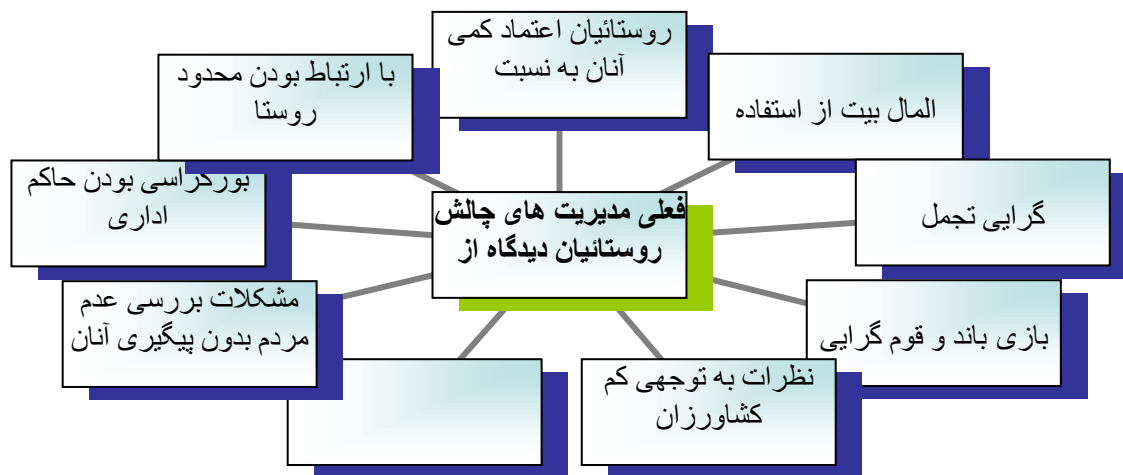 روستائیان اعتماد کمی
آنان به نسبت
با ارتباط بودن محدود
روستا
المال بیت از استفاده
بورکراسی بودن حاکم
اداری
فعلی مدیریت های چالش
روستائیان دیدگاه از
گرایی تجمل
مشکلات بررسی عدم
مردم بدون پیگیری آنان
بازی باند و قوم گرایی
نظرات به توجهی کم
کشاورزان